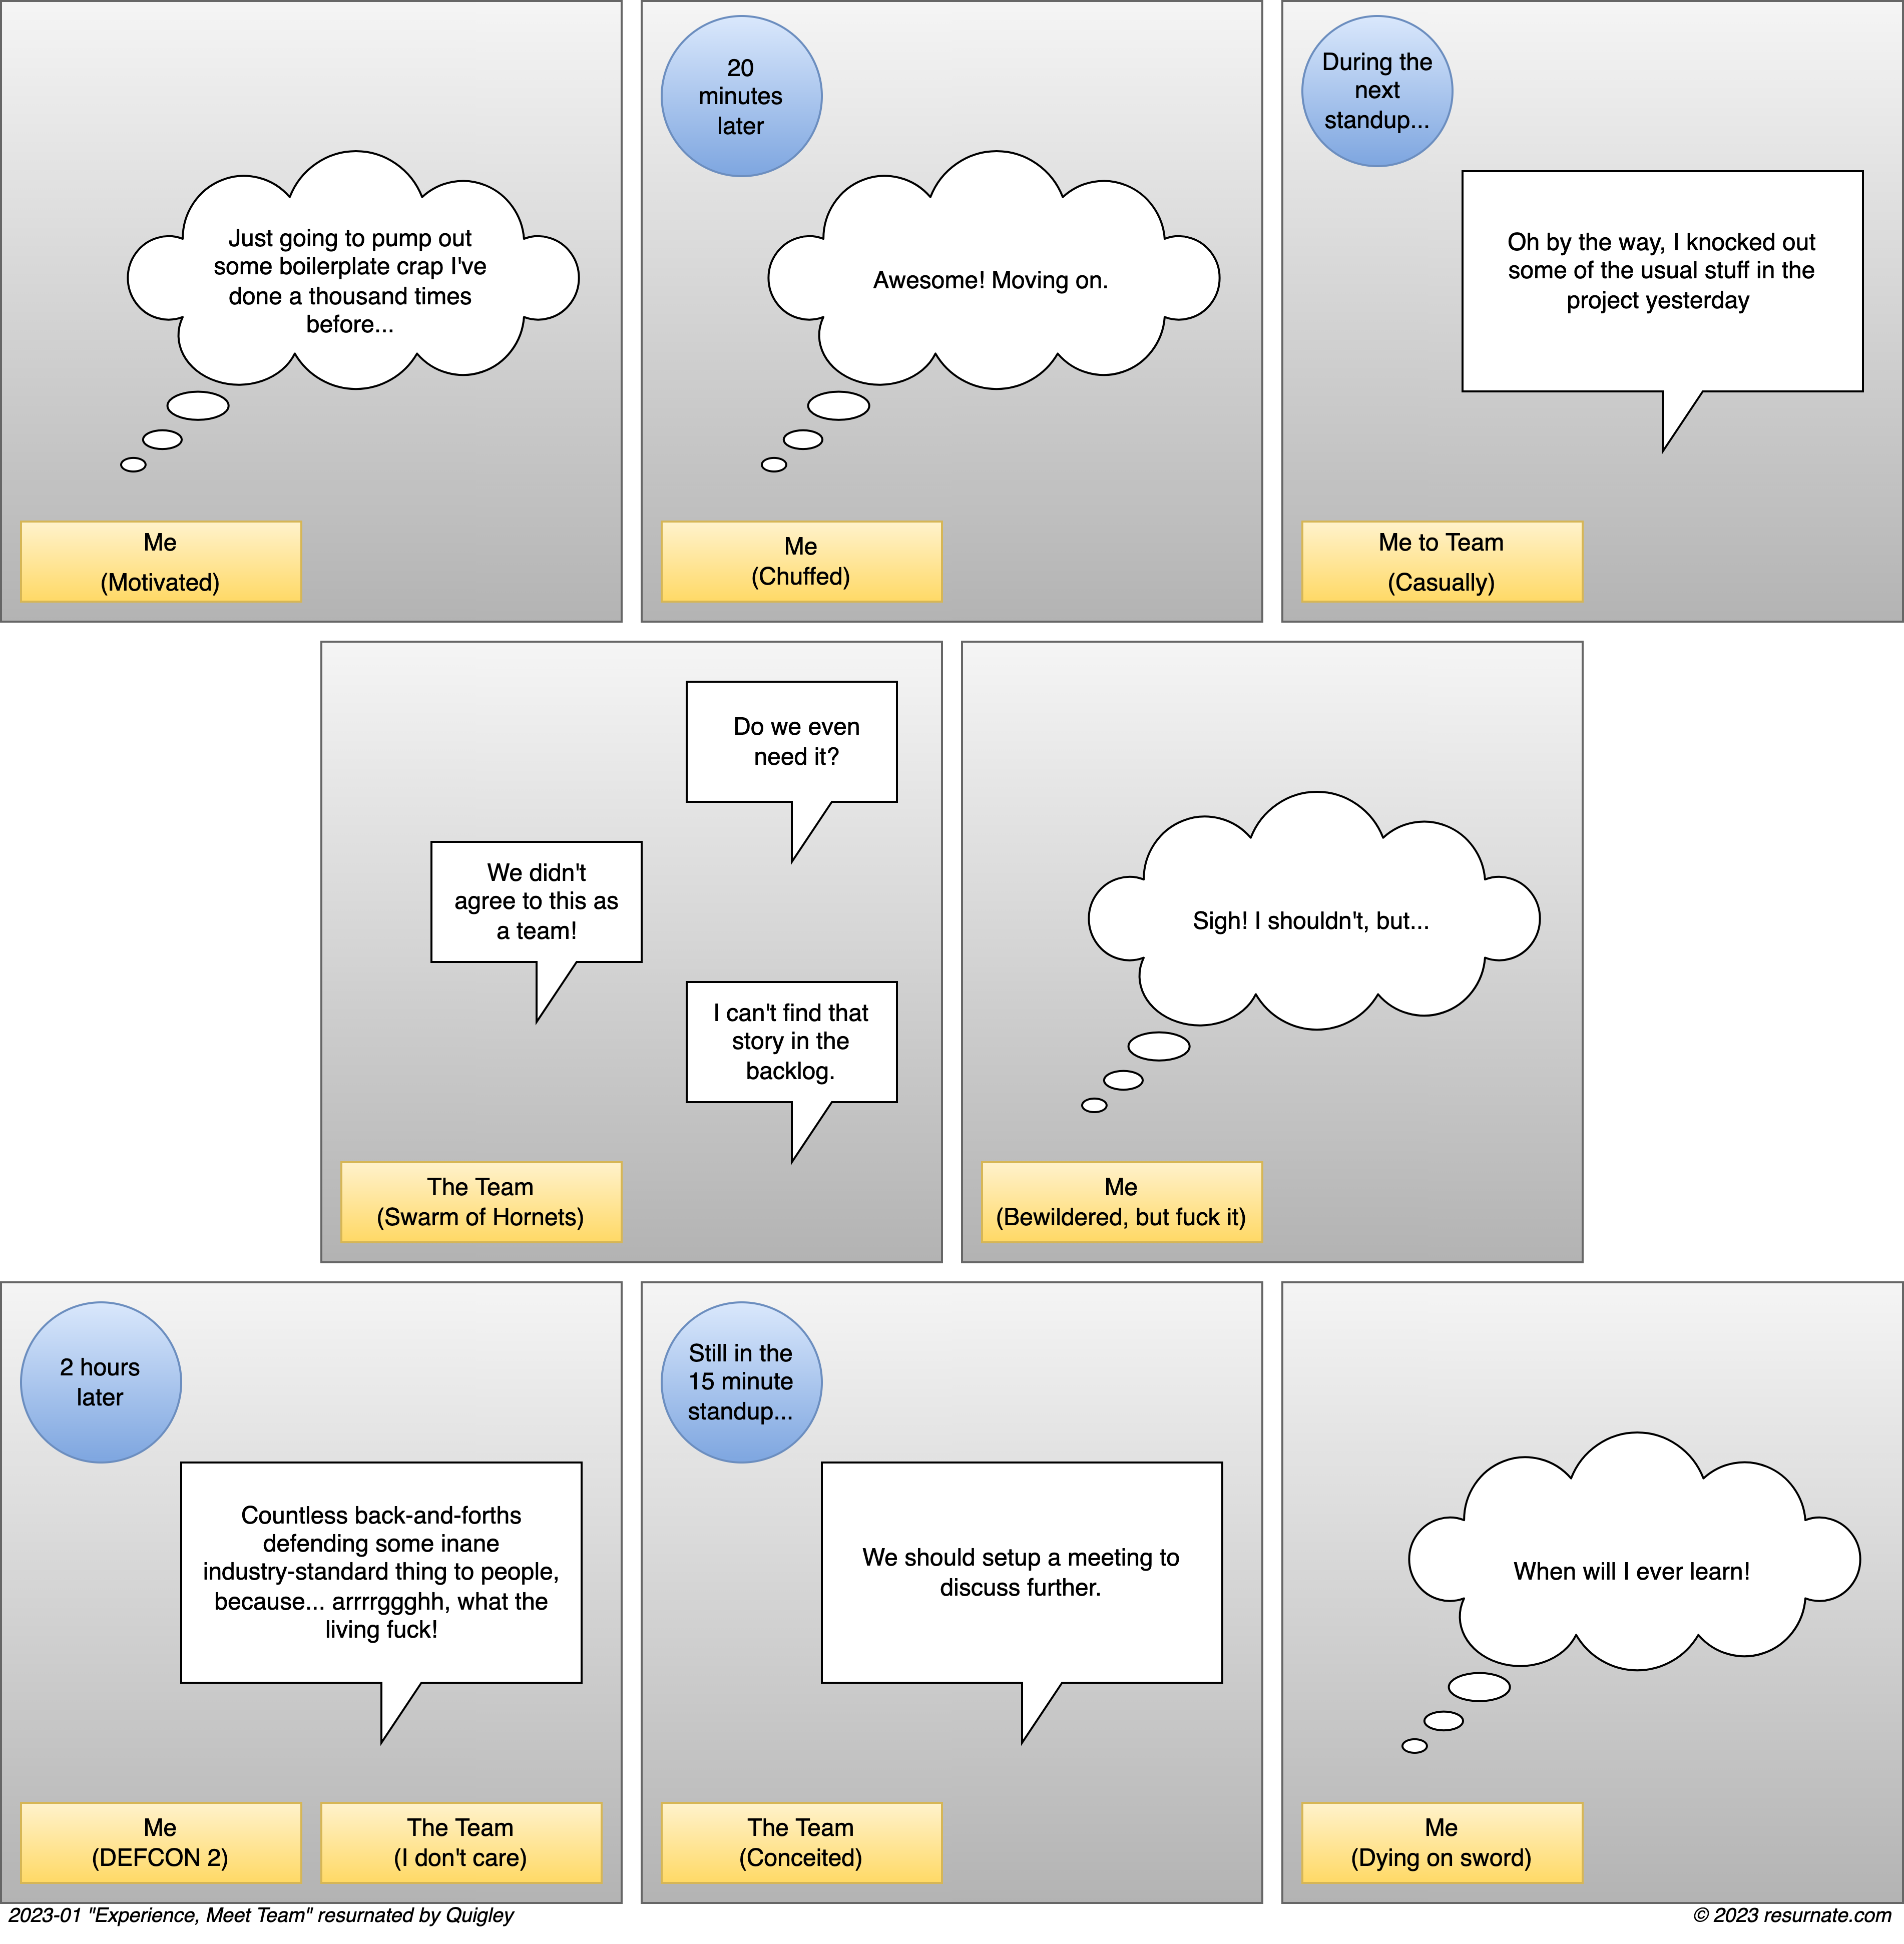 Just going to pump out
some boilerplate crap I've
done a thousand times
before...
Me
(Motivated)
20
minutes
later
Awesome! Moving on.
Me
(Chuffed)
During the
next
standup...
Oh by the way, I knocked out
some of the usual stuff in the
project yesterday
Me to Team
(Casually)
Do we even
need it?
We didn't
agree to this as
a team!
I can't find that
story in the
backlog.
The Team
(Swarm of Hornets)
Sigh! I shouldn't, but...
Me
(Bewildered, but fuck it)
2 hours
later
Countless back-and-forths
defending some inane
industry-standard thing to people,
because... arrrrggghh, what the
living fuck!
Me
(DEFCON 2)
The Team
(I don't care)
Still in the
15 minute
standup...
We should setup a meeting to
discuss further.
The Team
(Conceited)
When will I ever learn!
Me
(Dying on sword)
2023-01 "Experience, Meet Team" resurnated by Quigley
© 2023 resurnate.com